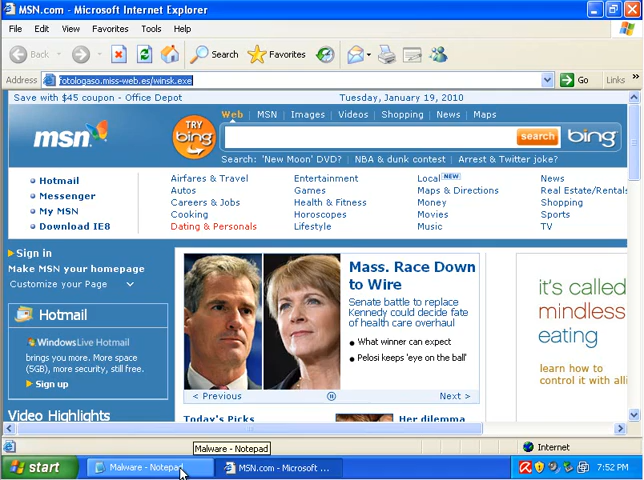 MSN.com - Microsoft Internet Explorer
File Edit View Favorites Tools Help
Back Search Favorites
Address fotologaso.miss-web.es/winsk.exe Go Links »
Save with $45 coupon - Office Depot Tuesday, January 19, 2010
msn
TRY bing
Web | MSN | Images | Videos | Shopping | News | Maps
search bing
Search: 'New Moon' DVD? | NBA & dunk contest | Arrest & Twitter joke?
Hotmail
Messenger
My MSN
Download IE8
Airfares & Travel
Autos
Careers & Jobs
Cooking
Dating & Personals
Entertainment
Games
Health & Fitness
Horoscopes
Lifestyle
Local NEW
Maps & Directions
Money
Movies
Music
News
Real Estate/Rentals
Shopping
Sports
TV
Sign in
Make MSN your homepage
Customize your Page
Hotmail
Windows Live Hotmail
brings you more. More space
(5GB), more security, still free.
Sign up
Video Highlights
Mass. Race Down
to Wire
Senate battle to replace
Kennedy could decide fate
of health care overhaul
What winner can expect
Pelosi keeps 'eye on the ball'
< Previous Next >
Today's Picks
Her dilemma
it's called
mindless
eating
learn how to
control it with alli
Internet
Malware - Notepad
start Malware - Notepad MSN.com - Microsoft ... 7:52 PM